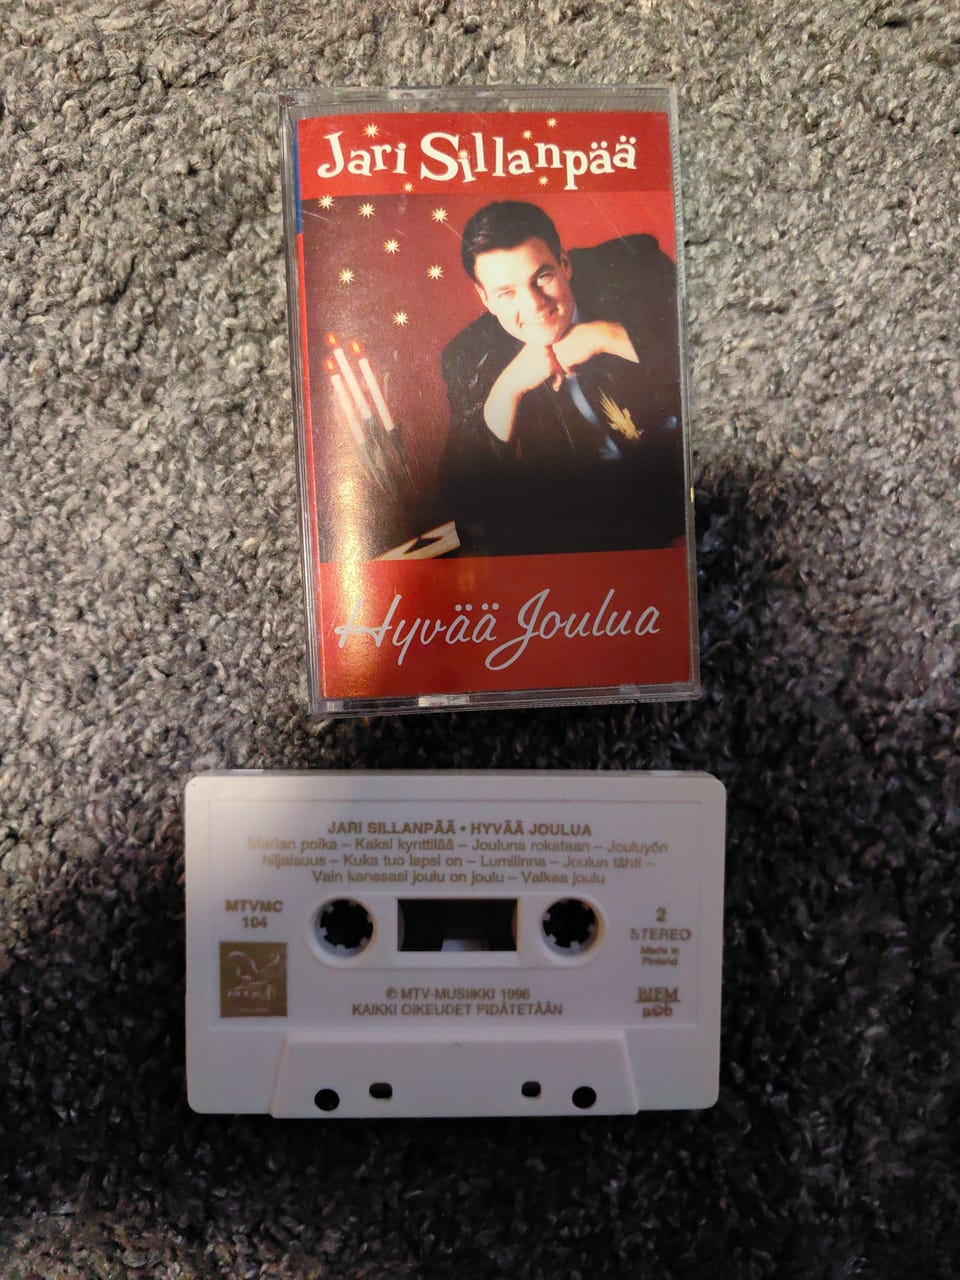 Jari Sillanpää
Hyvää Joulua
JARI SILLANPÄÄ • HYVÄÄ JOULUA
Marian poika – Kaksi kynttilää – Jouluna rokataan – Jouluyön
hiljaisuus – Kuka tuo lapsi on – Lumilinna – Joulun tähti –
Vain kanssasi joulu on joulu – Valkea joulu
MTVMC
104
2
STEREO
Made in
Finland
MTV
℗ MTV-MUSIIKKI 1996
KAIKKI OIKEUDET PIDÄTETÄÄN
BIEM
ncb